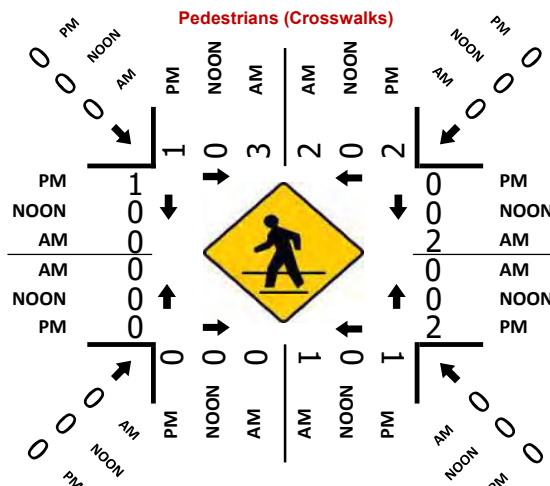 Pedestrians (Crosswalks)
0 PM
0 NOON
0 AM
PM NOON AM AM NOON PM
PM 0
NOON 0
AM 0
1 0 3 2 0 2
PM 1 0 PM
NOON 0 0 NOON
AM 0 2 AM
AM 0 0 AM
NOON 0 0 NOON
PM 0 2 PM
0 0 0 1 0 1
PM NOON AM AM NOON PM
0 AM
0 NOON
0 PM
AM 0
NOON 0
PM 0